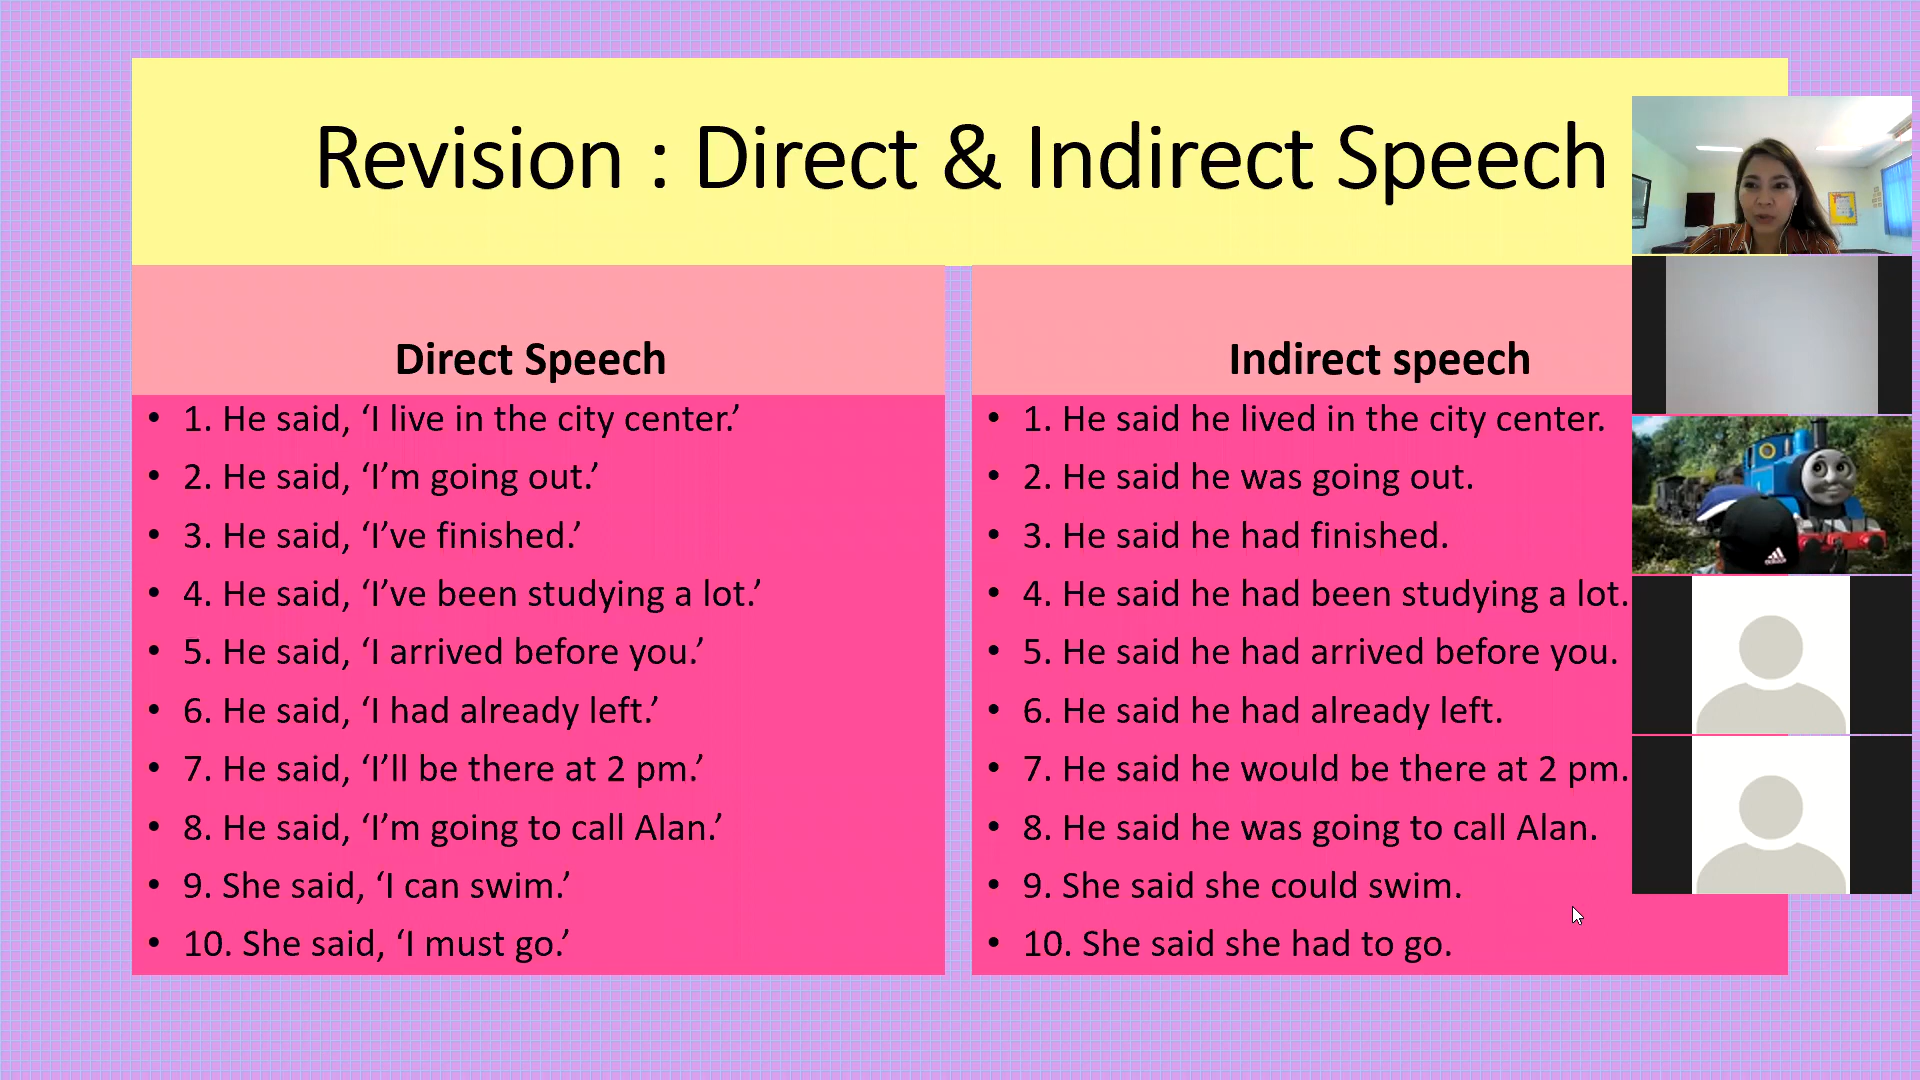 Revision : Direct & Indirect Speech
Direct Speech
• 1. He said, ‘I live in the city center.’
• 2. He said, ‘I’m going out.’
• 3. He said, ‘I’ve finished.’
• 4. He said, ‘I’ve been studying a lot.’
• 5. He said, ‘I arrived before you.’
• 6. He said, ‘I had already left.’
• 7. He said, ‘I’ll be there at 2 pm.’
• 8. He said, ‘I’m going to call Alan.’
• 9. She said, ‘I can swim.’
• 10. She said, ‘I must go.’
Indirect speech
• 1. He said he lived in the city center.
• 2. He said he was going out.
• 3. He said he had finished.
• 4. He said he had been studying a lot.
• 5. He said he had arrived before you.
• 6. He said he had already left.
• 7. He said he would be there at 2 pm.
• 8. He said he was going to call Alan.
• 9. She said she could swim.
• 10. She said she had to go.
adidas